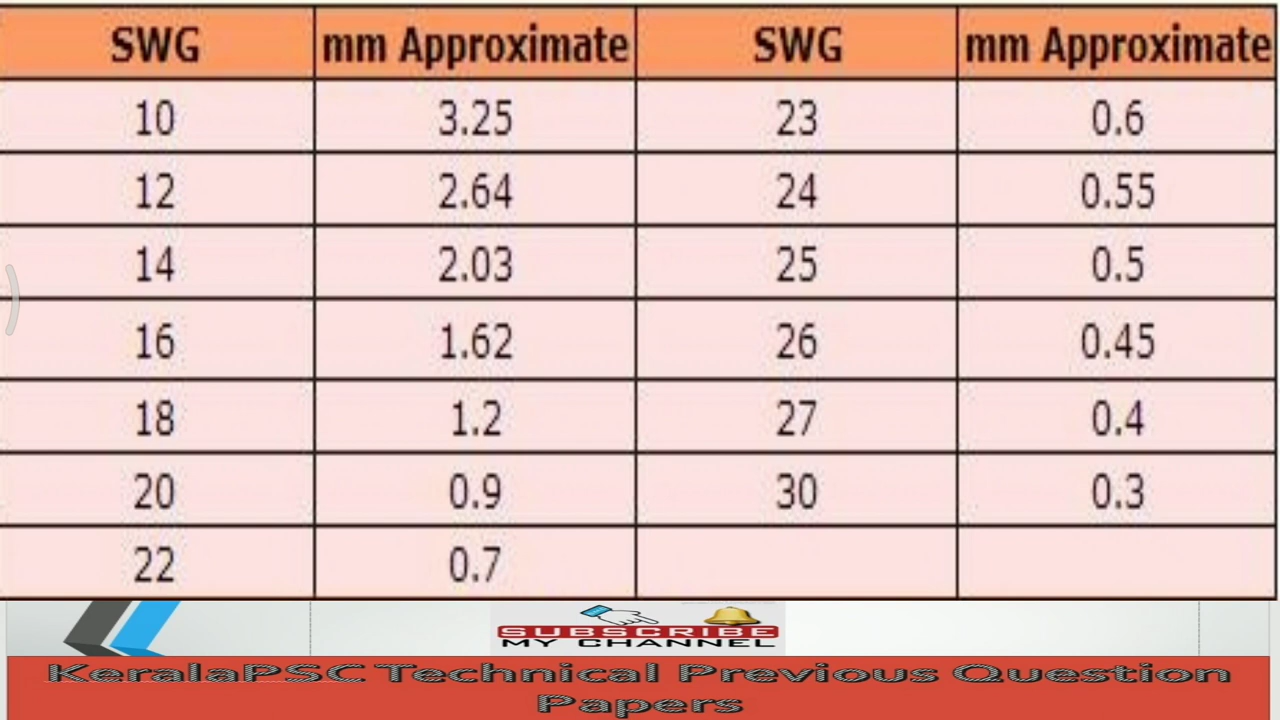 SWG mm Approximate SWG mm Approximate
10 3.25 23 0.6
12 2.64 24 0.55
14 2.03 25 0.5
16 1.62 26 0.45
18 1.2 27 0.4
20 0.9 30 0.3
22 0.7
SUBSCRIBE
MY CHANNEL
KeralaPSC Technical Previous Question
Papers